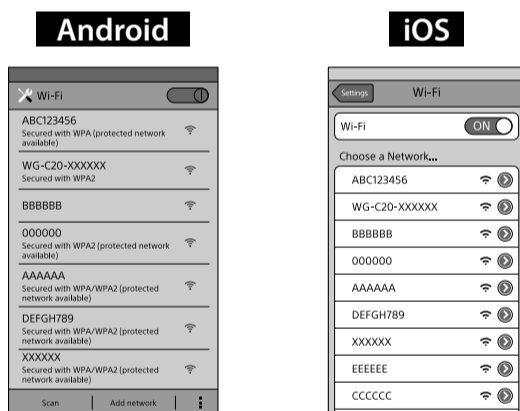 Android
Wi-Fi
ABC123456
Secured with WPA (protected network
available)
WG-C20-XXXXXX
Secured with WPA2
BBBBBB
000000
Secured with WPA2 (protected network
available)
AAAAAA
Secured with WPA/WPA2 (protected
network available)
DEFGH789
Secured with WPA/WPA2 (protected
network available)
XXXXXX
Secured with WPA/WPA2 (protected
network available)
Scan
Add network
iOS
Settings
Wi-Fi
Wi-Fi
ON
Choose a Network...
ABC123456
WG-C20-XXXXXX
BBBBBB
000000
AAAAAA
DEFGH789
XXXXXX
EEEEEE
CCCCCC